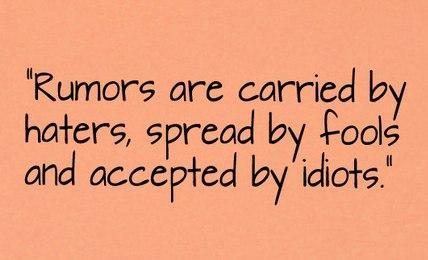 "Rumors are carried by
haters, spread by fools
and accepted by idiots."